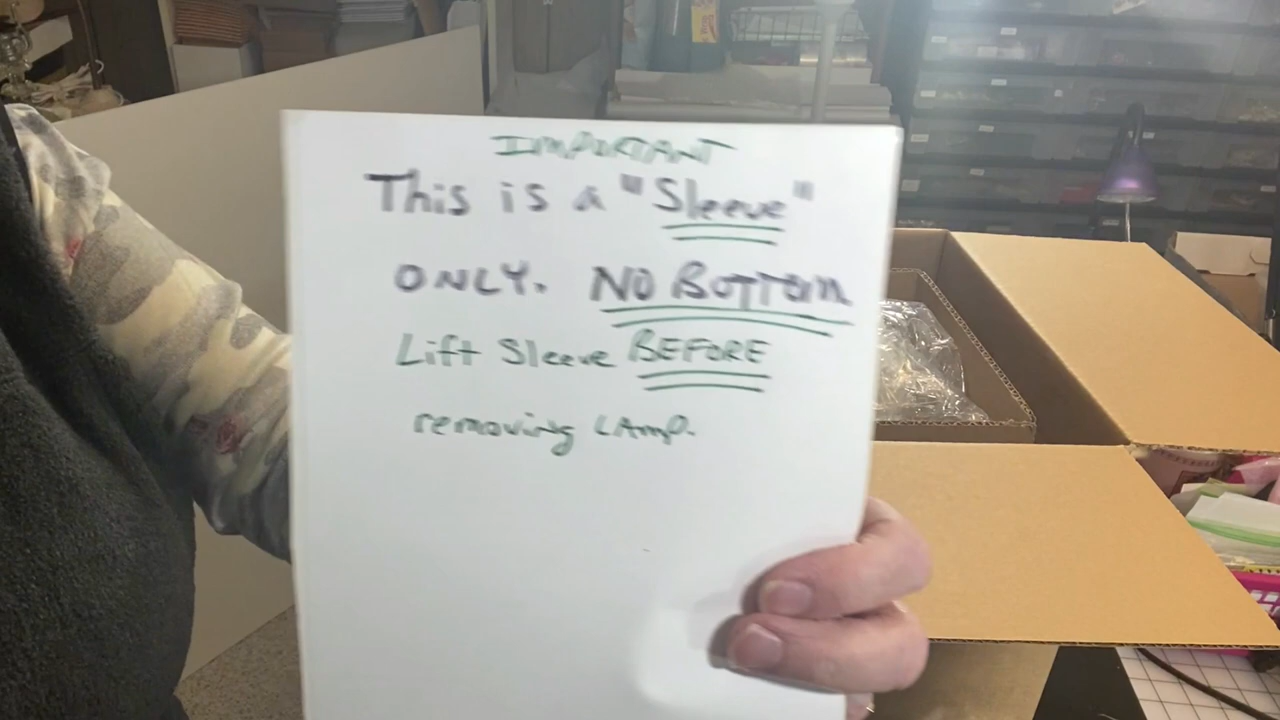 IMPORTANT
This is a "Sleeve"
ONLY. NO BOTTOM
Lift Sleeve BEFORE
removing LAmp.